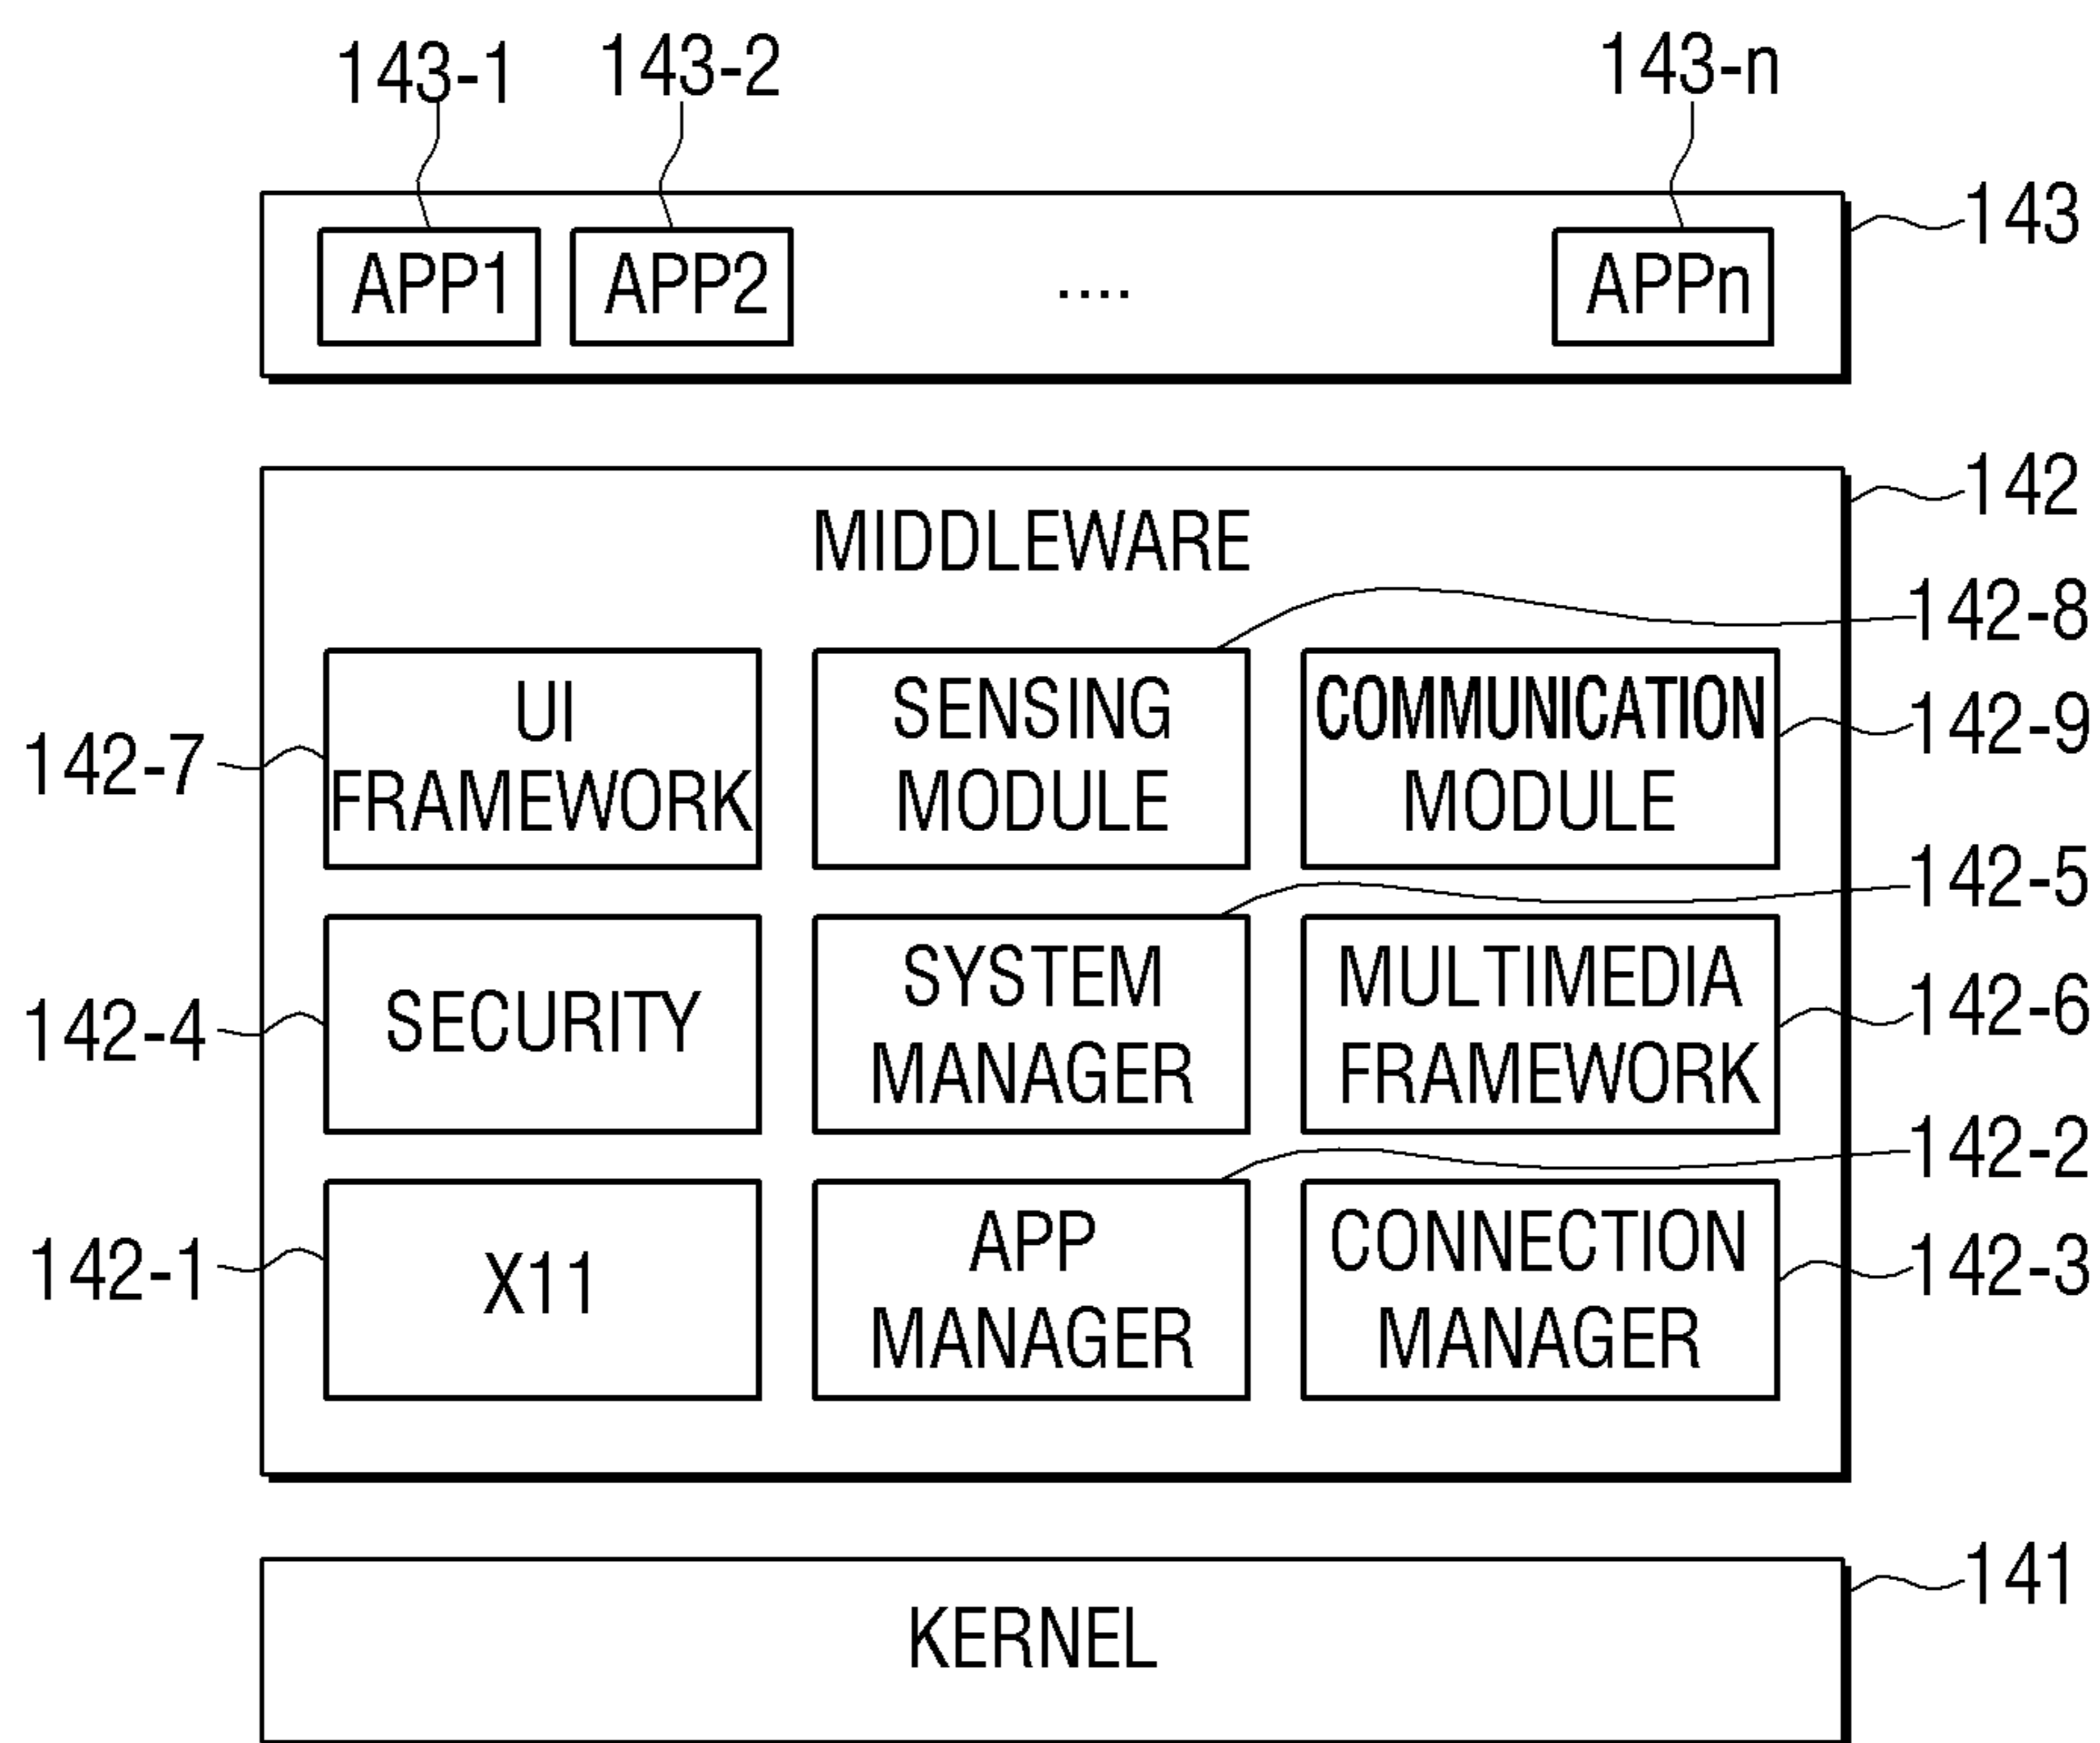 143-1 143-2 143-n
143
APP1 APP2 .... APPn
142
MIDDLEWARE
142-8
UI
FRAMEWORK
142-7
SENSING
MODULE
COMMUNICATION
MODULE
142-9
142-5
SECURITY
142-4
SYSTEM
MANAGER
MULTIMEDIA
FRAMEWORK
142-6
142-2
X11
142-1
APP
MANAGER
CONNECTION
MANAGER
142-3
141
KERNEL